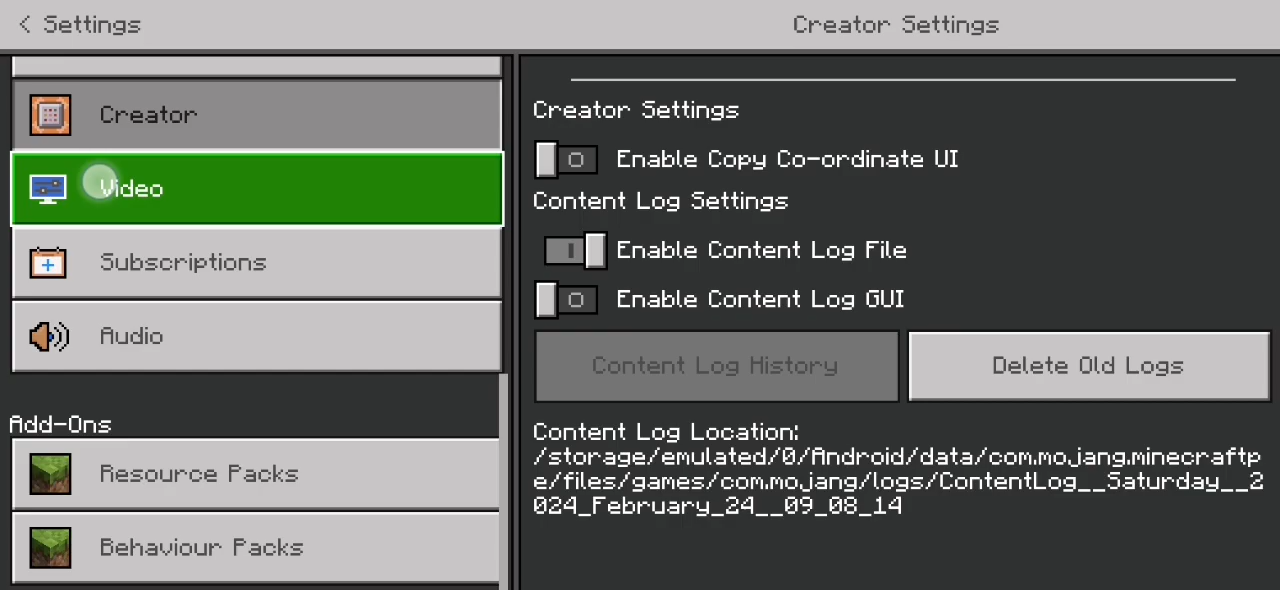 Settings
Creator Settings
Creator
Video
Subscriptions
Audio
Add-Ons
Resource Packs
Behaviour Packs
Creator Settings
Enable Copy Co-ordinate UI
Content Log Settings
Enable Content Log File
Enable Content Log GUI
Content Log History
Delete Old Logs
Content Log Location:
/storage/emulated/0/Android/data/com.mojang.minecraftp
e/files/games/com.mojang/logs/ContentLog__Saturday__2
024_February_24__09_08_14